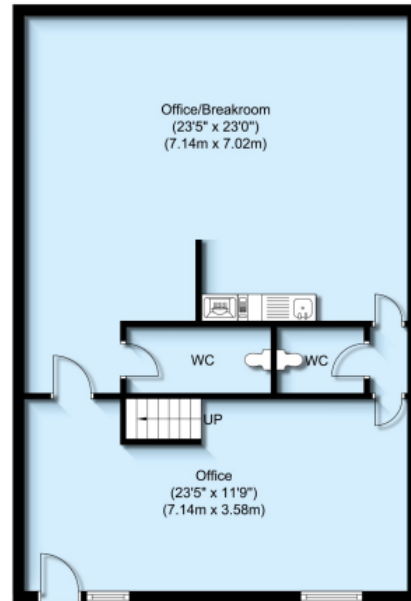 Office/Breakroom
(23'5" x 23'0")
(7.14m x 7.02m)
WC
WC
UP
Office
(23'5" x 11'9")
(7.14m x 3.58m)